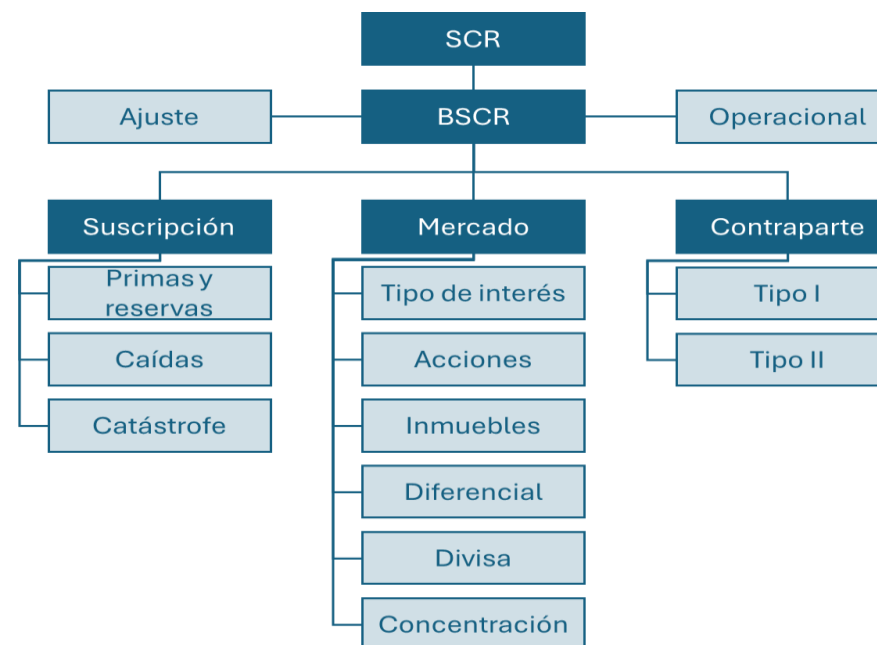 SCR
Ajuste
BSCR
Operacional
Suscripción
Mercado
Contraparte
Primas y
reservas
Tipo de interés
Tipo I
Caídas
Acciones
Tipo II
Catástrofe
Inmuebles
Diferencial
Divisa
Concentración